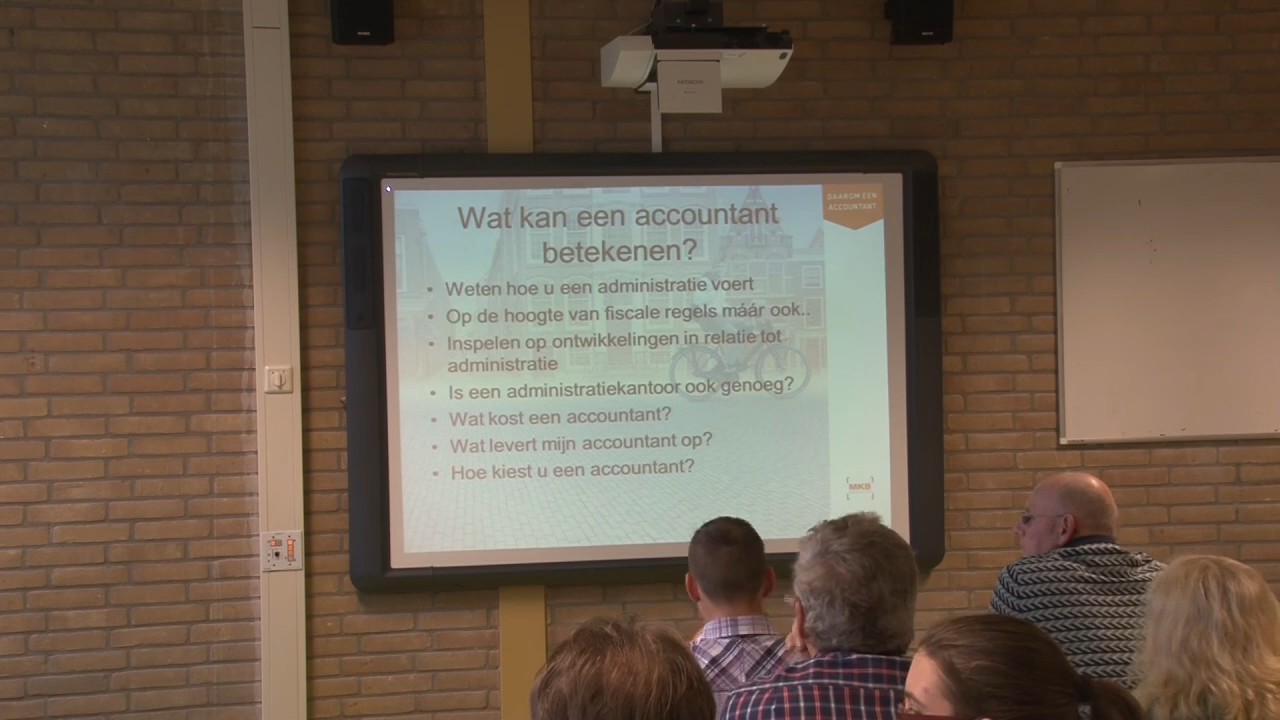 HITACHI
DAAROM EEN
ACCOUNTANT
Wat kan een accountant
betekenen?
• Weten hoe u een administratie voert
• Op de hoogte van fiscale regels máár ook..
• Inspelen op ontwikkelingen in relatie tot
administratie
• Is een administratiekantoor ook genoeg?
• Wat kost een accountant?
• Wat levert mijn accountant op?
• Hoe kiest u een accountant?
MKB